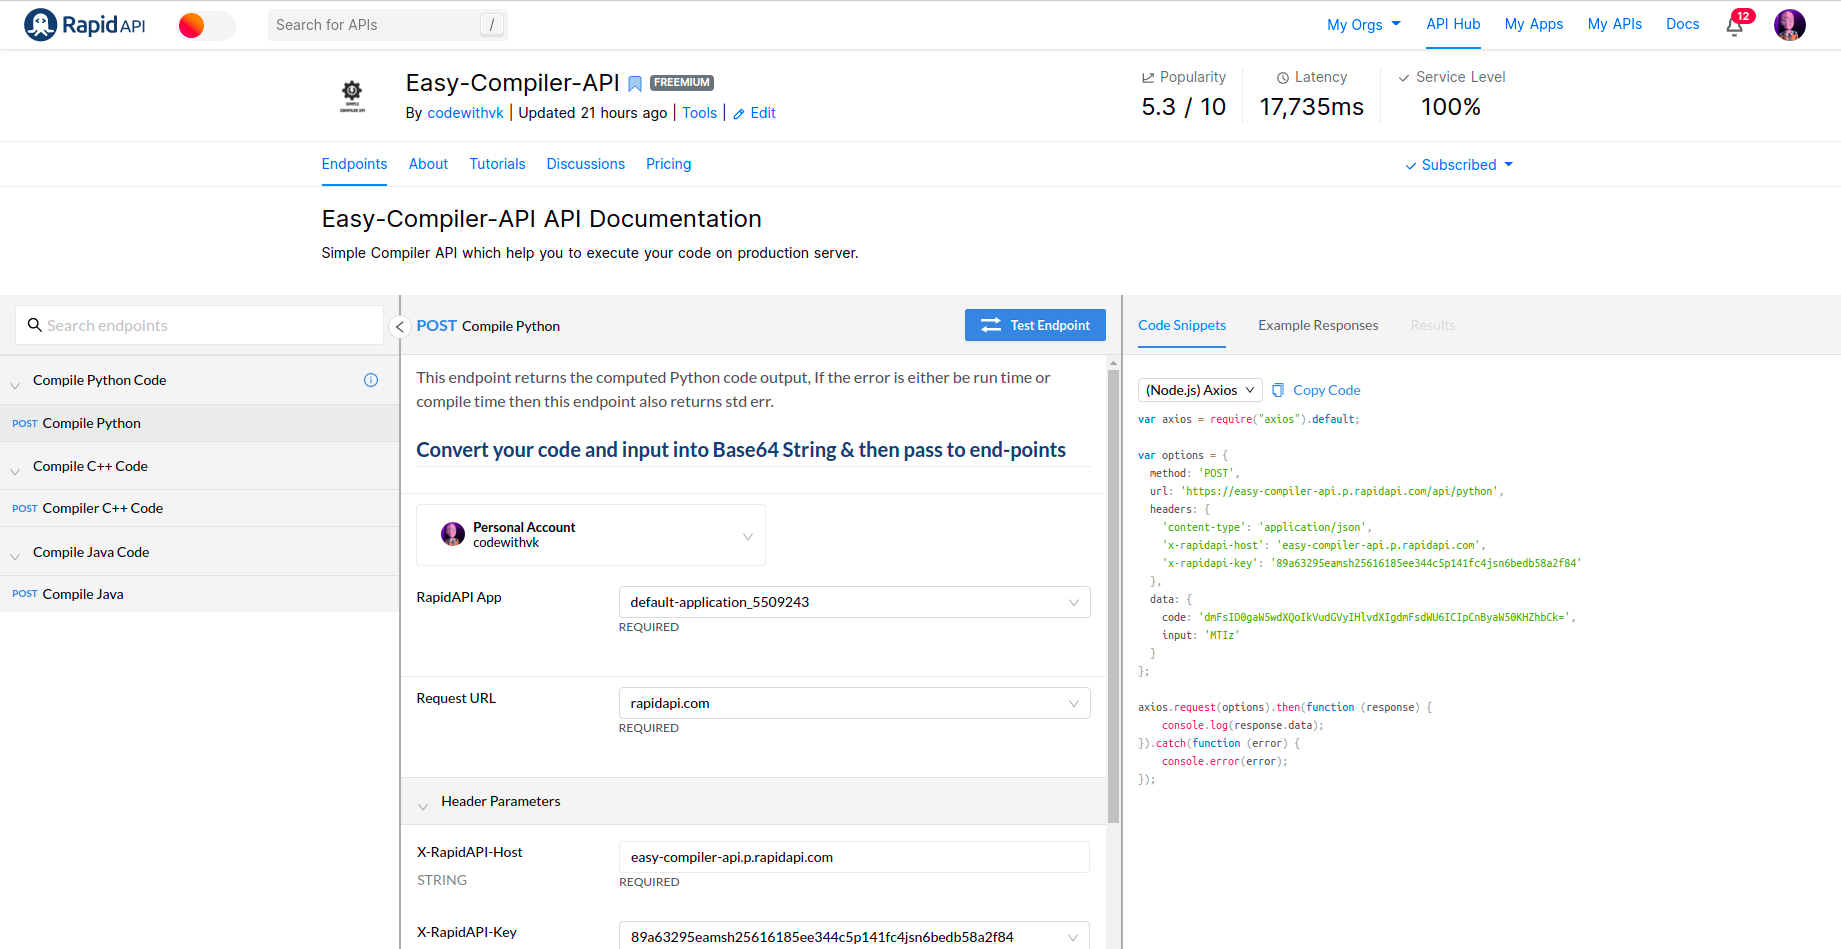 RapidAPI
Search for APIs /
My Orgs API Hub My Apps My APIs Docs 12
SIMPLE
COMPILER API
Easy-Compiler-API FREEMIUM
By codewithvk | Updated 21 hours ago | Tools | Edit
Popularity Latency Service Level
5.3 / 10 17,735ms 100%
Endpoints About Tutorials Discussions Pricing Subscribed
Easy-Compiler-API API Documentation
Simple Compiler API which help you to execute your code on production server.
Search endpoints
Compile Python Code
POST Compile Python
Compile C++ Code
POST Compiler C++ Code
Compile Java Code
POST Compile Java
POST Compile Python Test Endpoint
This endpoint returns the computed Python code output, If the error is either be run time or
compile time then this endpoint also returns std err.
Convert your code and input into Base64 String & then pass to end-points
Personal Account
codewithvk
RapidAPI App default-application_5509243
REQUIRED
Request URL rapidapi.com
REQUIRED
Header Parameters
X-RapidAPI-Host easy-compiler-api.p.rapidapi.com
STRING REQUIRED
X-RapidAPI-Key 89a63295eamsh25616185ee344c5p141fc4jsn6bedb58a2f84
Code Snippets Example Responses Results
(Node.js) Axios Copy Code
var axios = require("axios").default;
var options = {
method: 'POST',
url: 'https://easy-compiler-api.p.rapidapi.com/api/python',
headers: {
'content-type': 'application/json',
'x-rapidapi-host': 'easy-compiler-api.p.rapidapi.com',
'x-rapidapi-key': '89a63295eamsh25616185ee344c5p141fc4jsn6bedb58a2f84'
},
data: {
code: 'dmFsID0gaW5wdXQoIkVudGVyIHlvdXIgdmFsdWU6ICIpCnByaW50KHZhbCk=',
input: 'MTIz'
}
};
axios.request(options).then(function (response) {
console.log(response.data);
}).catch(function (error) {
console.error(error);
});